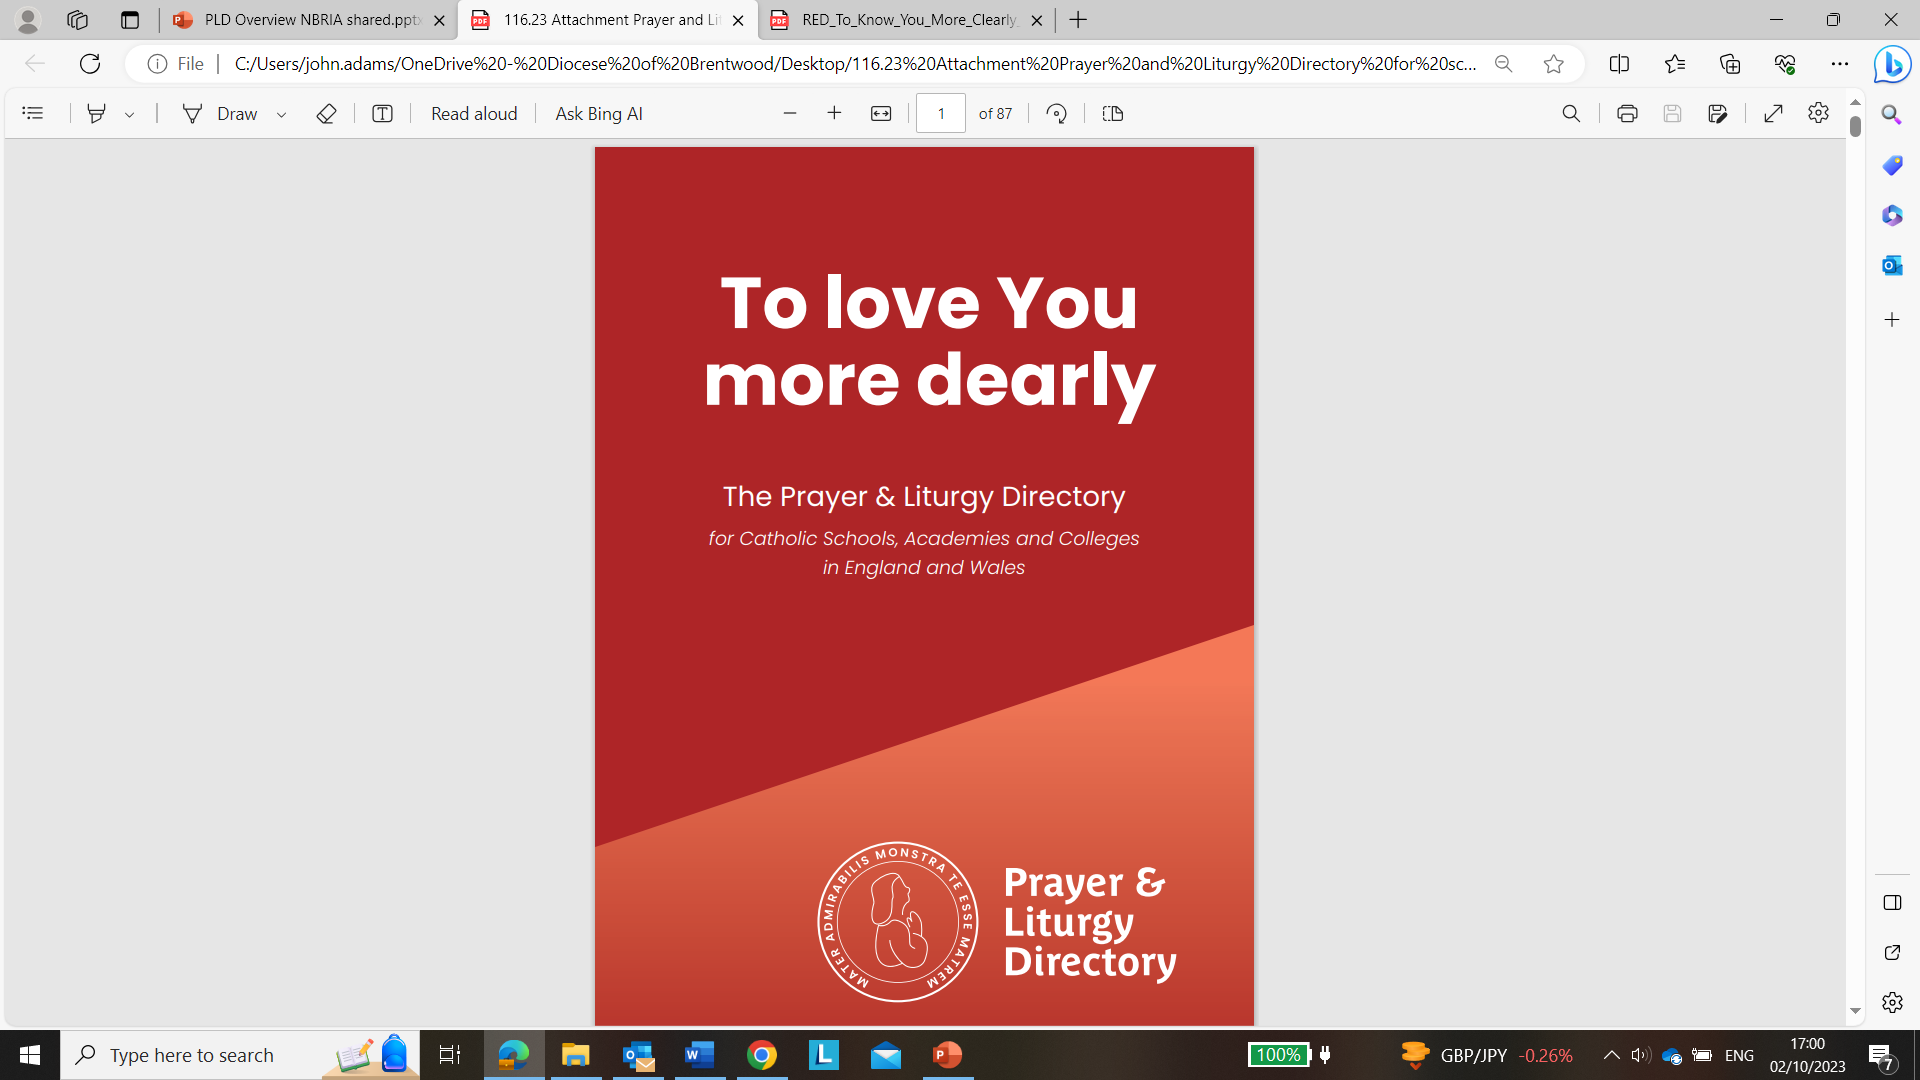 PLD Overview NBRIA shared.pptx
116.23 Attachment Prayer and Lit
RED_To_Know_You_More_Clearly_
File
C:/Users/john.adams/OneDrive%20-%20Diocese%20of%20Brentwood/Desktop/116.23%20Attachment%20Prayer%20and%20Liturgy%20Directory%20for%20sc...
Draw
Read aloud
Ask Bing AI
1
of 87
To love You
more dearly
The Prayer & Liturgy Directory
for Catholic Schools, Academies and Colleges
in England and Wales
MATER ADMIRABILIS MONSTRA TE ESSE MATREM
Prayer &
Liturgy
Directory
Type here to search
100%
GBP/JPY -0.26%
ENG
17:00
02/10/2023
7